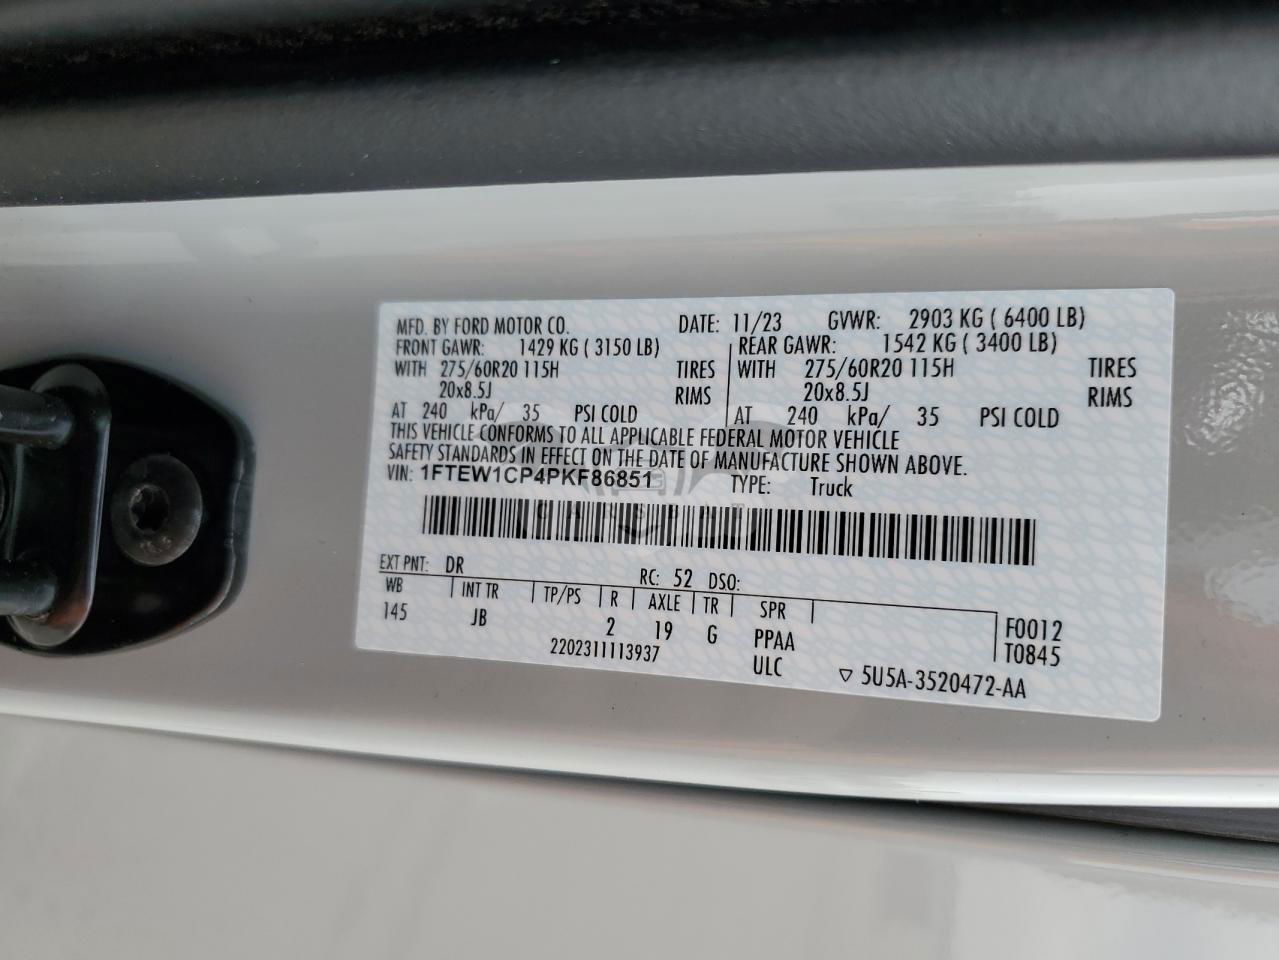 MFD. BY FORD MOTOR CO. DATE: 11/23 GVWR: 2903 KG ( 6400 LB)
FRONT GAWR: 1429 KG ( 3150 LB) REAR GAWR: 1542 KG ( 3400 LB)
WITH 275/60R20 115H TIRES WITH 275/60R20 115H TIRES
20x8.5J RIMS 20x8.5J RIMS
AT 240 kPa/ 35 PSI COLD AT 240 kPa/ 35 PSI COLD
THIS VEHICLE CONFORMS TO ALL APPLICABLE FEDERAL MOTOR VEHICLE
SAFETY STANDARDS IN EFFECT ON THE DATE OF MANUFACTURE SHOWN ABOVE.
VIN: 1FTEW1CP4PKF86851 TYPE: Truck
EXT PNT: DR RC: 52 DSO:
WB INT TR TP/PS R AXLE TR SPR
145 JB 2 19 G PPAA F0012
ULC T0845
2202311113937
▽ 5U5A-3520472-AA